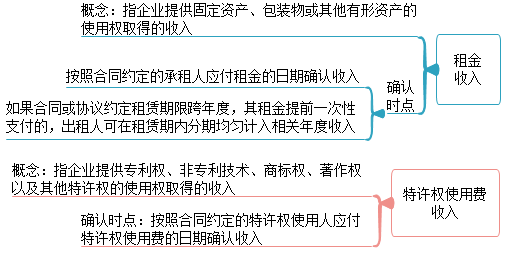 概念：指企业提供固定资产、包装物或其他有形资产的
使用权取得的收入
租金
收入
按照合同约定的承租人应付租金的日期确认收入
确认
时点
如果合同或协议约定租赁期限跨年度，其租金提前一次性
支付的，出租人可在租赁期内分期均匀计入相关年度收入
概念：指企业提供专利权、非专利技术、商标权、著作权
以及其他特许权的使用权取得的收入
特许权使用费
收入
确认时点：按照合同约定的特许权使用人应付
特许权使用费的日期确认收入